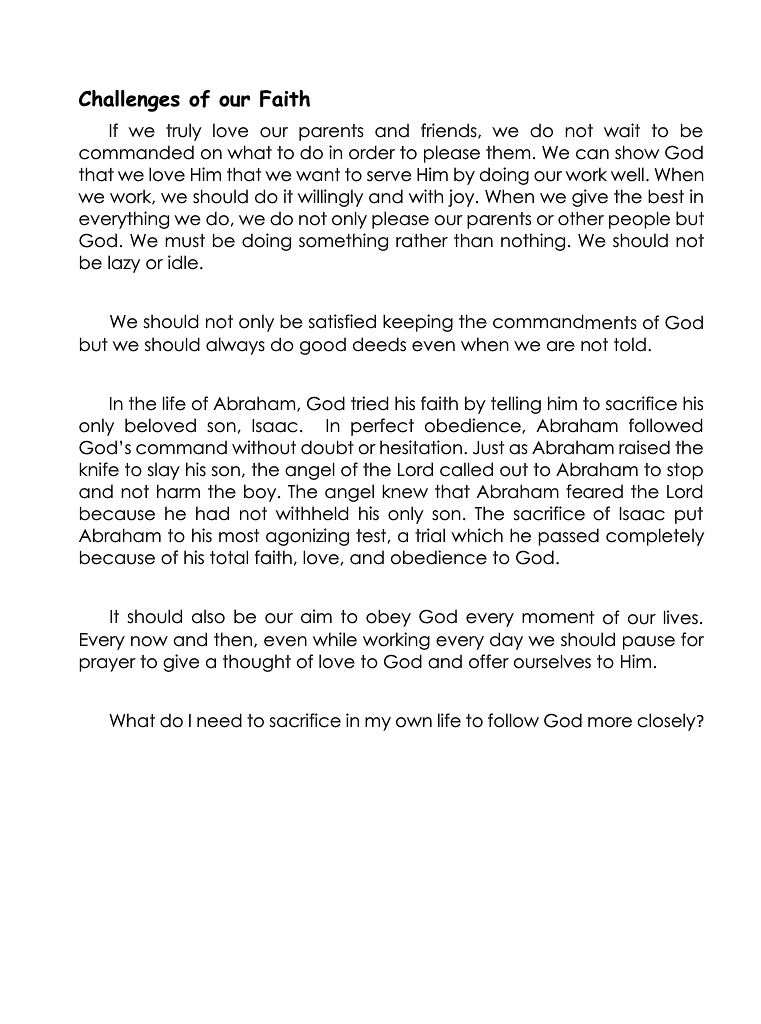 Challenges of our Faith
If we truly love our parents and friends, we do not wait to be
commanded on what to do in order to please them. We can show God
that we love Him that we want to serve Him by doing our work well. When
we work, we should do it willingly and with joy. When we give the best in
everything we do, we do not only please our parents or other people but
God. We must be doing something rather than nothing. We should not
be lazy or idle.
We should not only be satisfied keeping the commandments of God
but we should always do good deeds even when we are not told.
In the life of Abraham, God tried his faith by telling him to sacrifice his
only beloved son, Isaac.  In perfect obedience, Abraham followed
God's command without doubt or hesitation. Just as Abraham raised the
knife to slay his son, the angel of the Lord called out to Abraham to stop
and not harm the boy. The angel knew that Abraham feared the Lord
because he had not withheld his only son. The sacrifice of Isaac put
Abraham to his most agonizing test, a trial which he passed completely
because of his total faith, love, and obedience to God.
It should also be our aim to obey God every moment of our lives.
Every now and then, even while working every day we should pause for
prayer to give a thought of love to God and offer ourselves to Him.
What do I need to sacrifice in my own life to follow God more closely?